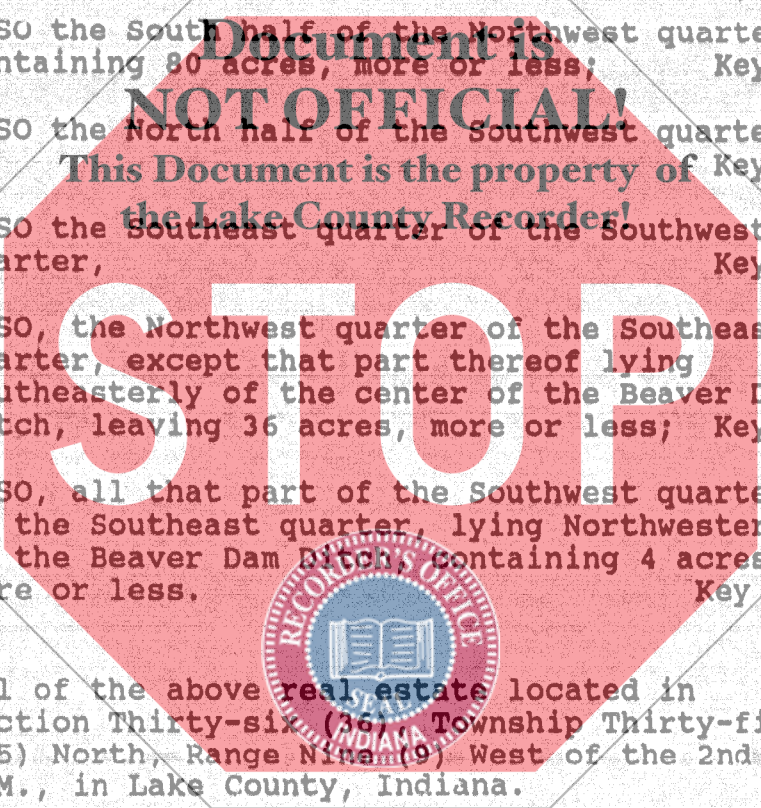 SO the South half of the Northwest quarte
Document is
ntaining 80 acres, more or less; Key
NOT OFFICIAL!
SO the North half of the Southwest quarte
This Document is the property of
Key
the Lake County Recorder!
SO the Southeast quarter of the Southwest
arter, Key
STOP
SO, the Northwest quarter of the Southeas
arter, except that part thereof lying
utheasterly of the center of the Beaver D
tch, leaving 36 acres, more or less; Key
SO, all that part of the Southwest quarte
the Southeast quarter, lying Northwester
the Beaver Dam Ditch, containing 4 acres
re or less. Key
RECORDER'S OFFICE
SEAL
INDIANA
l of the above real estate located in
ction Thirty-six (36) Township Thirty-fi
5) North, Range Nine (9) West of the 2nd
M., in Lake County, Indiana.